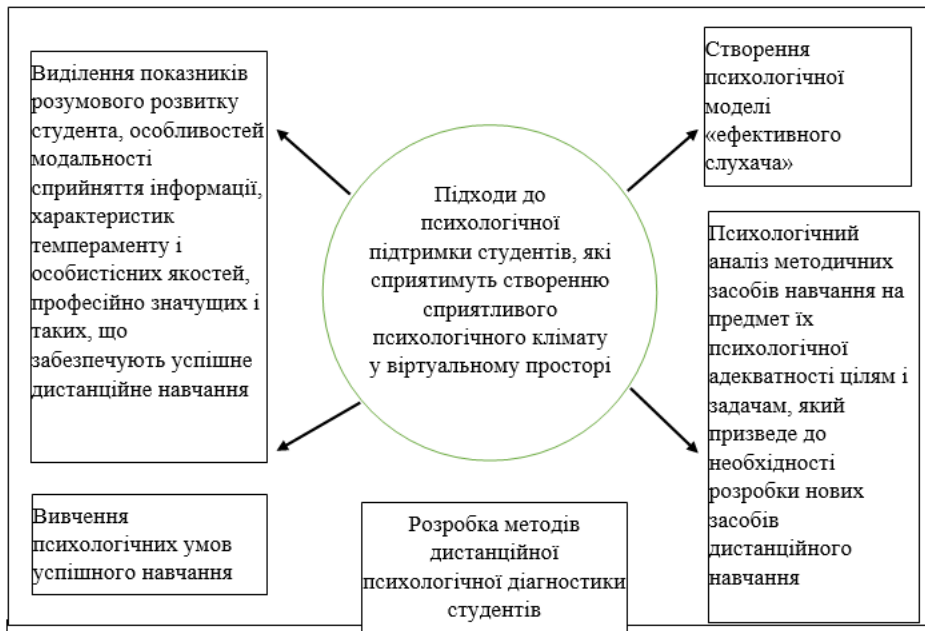 Виділення показників
розумового розвитку
студента, особливостей
модальності
сприйняття інформації,
характеристик
темпераменту і
особистісних якостей,
професійно значущих і
таких, що
забезпечують успішне
дистанційне навчання
Вивчення
психологічних умов
успішного навчання
Підходи до
психологічної
підтримки студентів, які
сприятимуть створенню
сприятливого
психологічного клімату
у віртуальному просторі
Розробка методів
дистанційної
психологічної діагностики
студентів
Створення
психологічної
моделі
«ефективного
слухача»
Психологічний
аналіз методичних
засобів навчання на
предмет їх
психологічної
адекватності цілям і
задачам, який
призведе до
необхідності
розробки нових
засобів
дистанційного
навчання